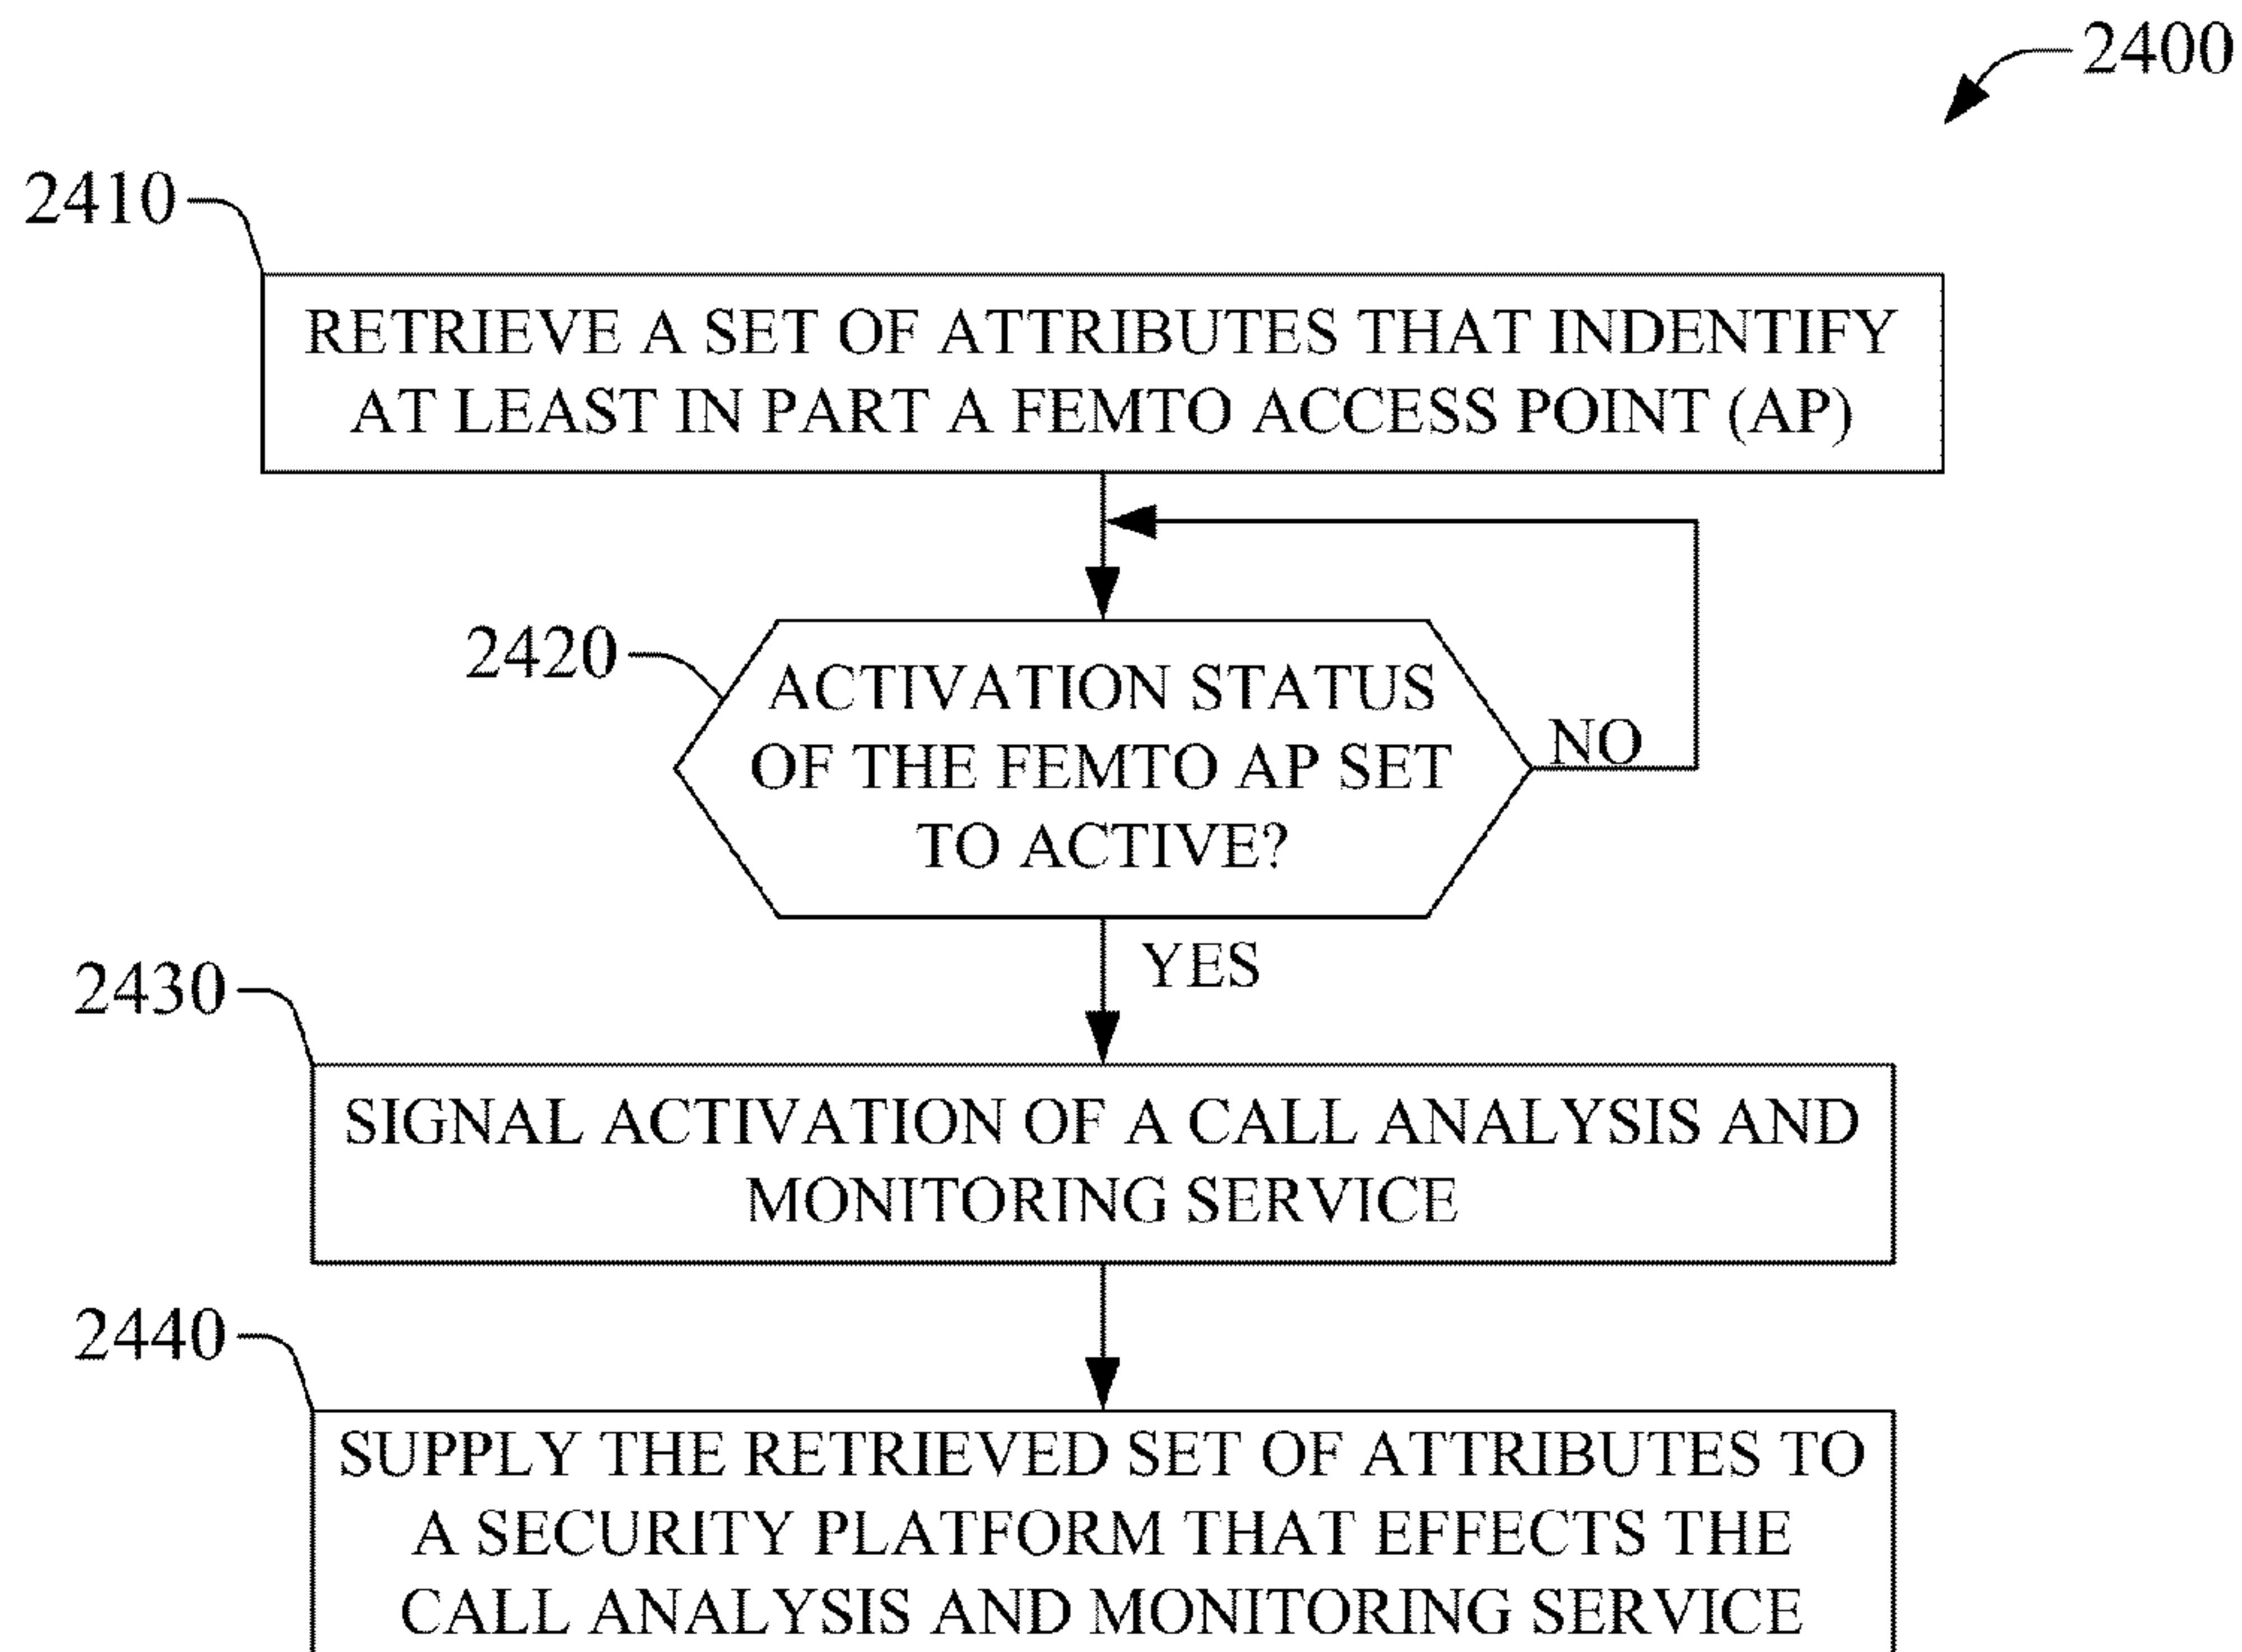 2400
2410
RETRIEVE A SET OF ATTRIBUTES THAT INDENTIFY
AT LEAST IN PART A FEMTO ACCESS POINT (AP)
2420
ACTIVATION STATUS
OF THE FEMTO AP SET
TO ACTIVE?
NO
YES
2430
SIGNAL ACTIVATION OF A CALL ANALYSIS AND
MONITORING SERVICE
2440
SUPPLY THE RETRIEVED SET OF ATTRIBUTES TO
A SECURITY PLATFORM THAT EFFECTS THE
CALL ANALYSIS AND MONITORING SERVICE